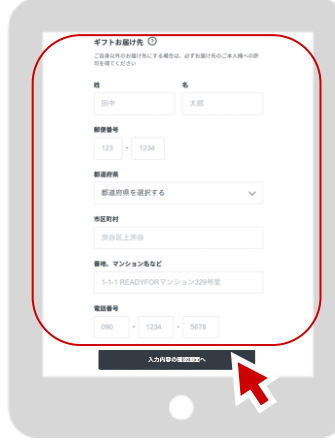 ギフトお届け先 ?
ご自身以外のお届け先にする場合は、必ずお届け先のご本人様への許
可を得てください
姓 名
田中 太郎
郵便番号
123 - 1234
都道府県
都道府県を選択する
市区町村
渋谷区上渋谷
番地、マンション名など
1-1-1 READYFORマンション329号室
電話番号
090 - 1234 - 5678
入力内容の確認画面へ